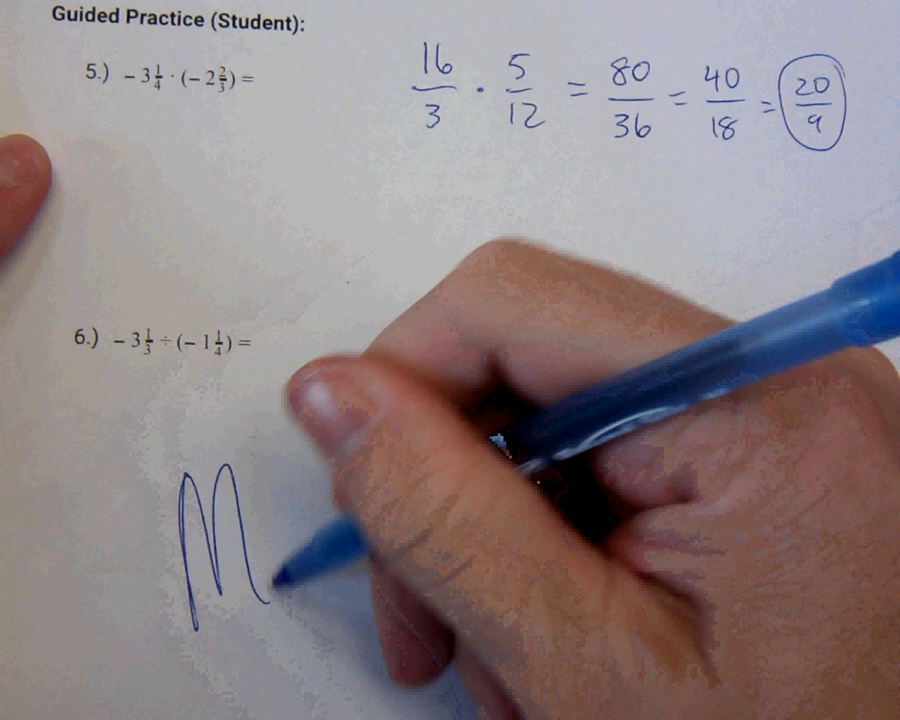 Guided Practice (Student):
5.) − 3 1/4 · (− 2 2/3) =
16/3 · 5/12 = 80/36 = 40/18 = 20/9
6.) − 3 1/3 ÷ (− 1 1/4) =
M